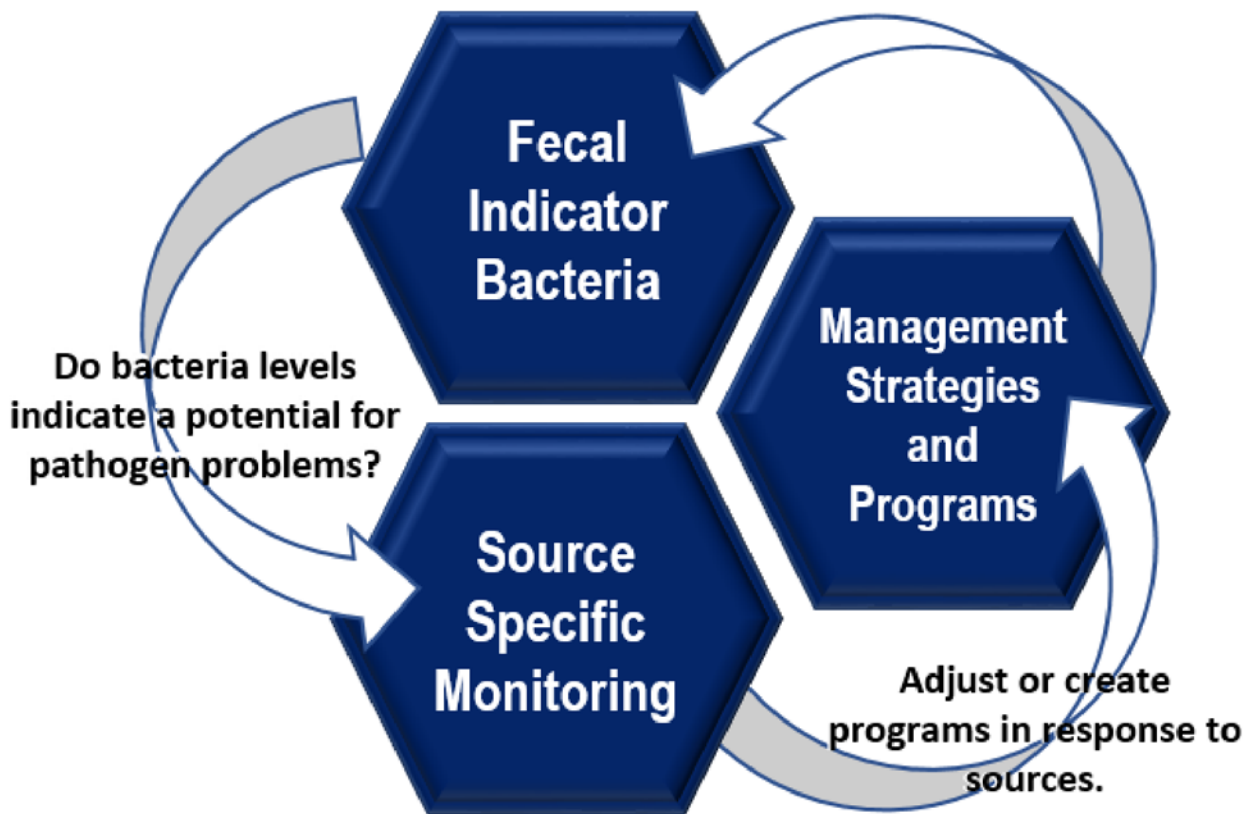 Fecal
Indicator
Bacteria
Management
Strategies
and
Programs
Do bacteria levels
indicate a potential for
pathogen problems?
Source
Specific
Monitoring
Adjust or create
programs in response to
sources.